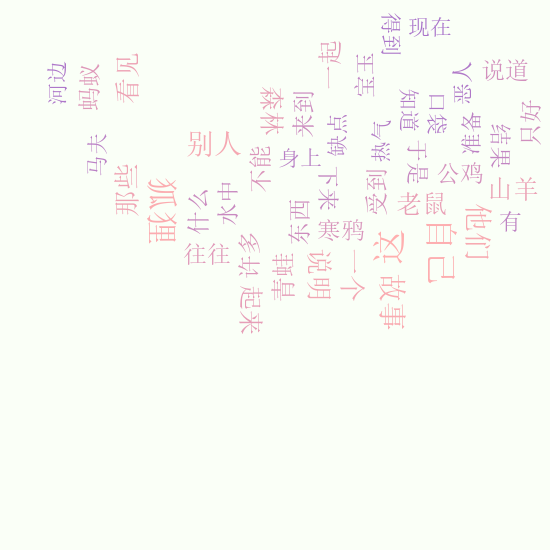 得到
现在
一起
宝玉
河边
蚂蚁
看见
恶人
说道
森林
来到
知道
口袋
只好
马夫
别人
缺点
热气
准备
结果
不能
身上
于是
公鸡
那些
狐狸
什么
水中
下来
受到
老鼠
山羊
东西
寒鸦
这
自己
他们
有
往往
许多
青蛙
说明
一个
起来
故事